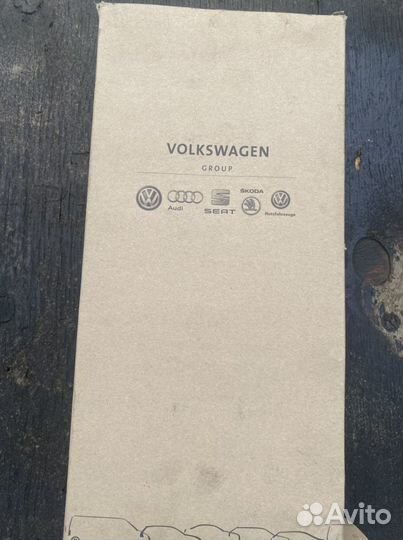 VOLKSWAGEN
GROUP
Audi
SEAT
ŠKODA
Nutzfahrzeuge
Avito